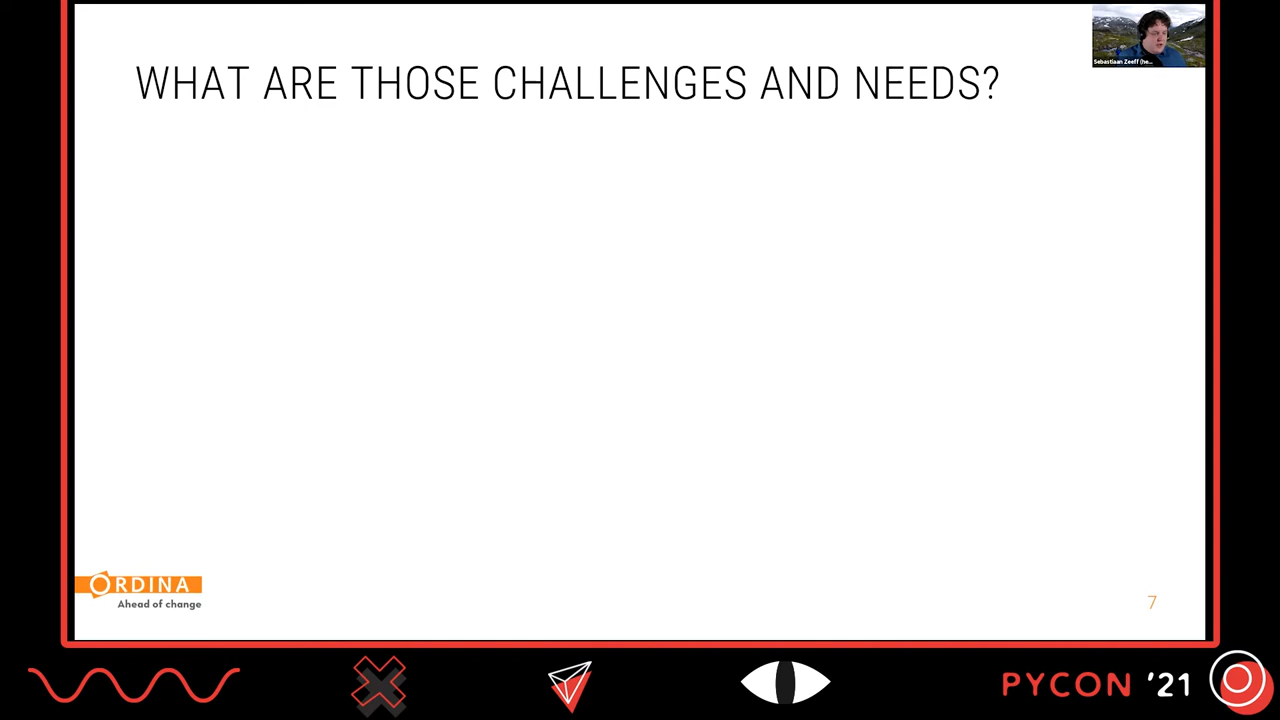 WHAT ARE THOSE CHALLENGES AND NEEDS?
Sebastiaan Zeeff (he...
ORDINA
Ahead of change
7
PYCON '21